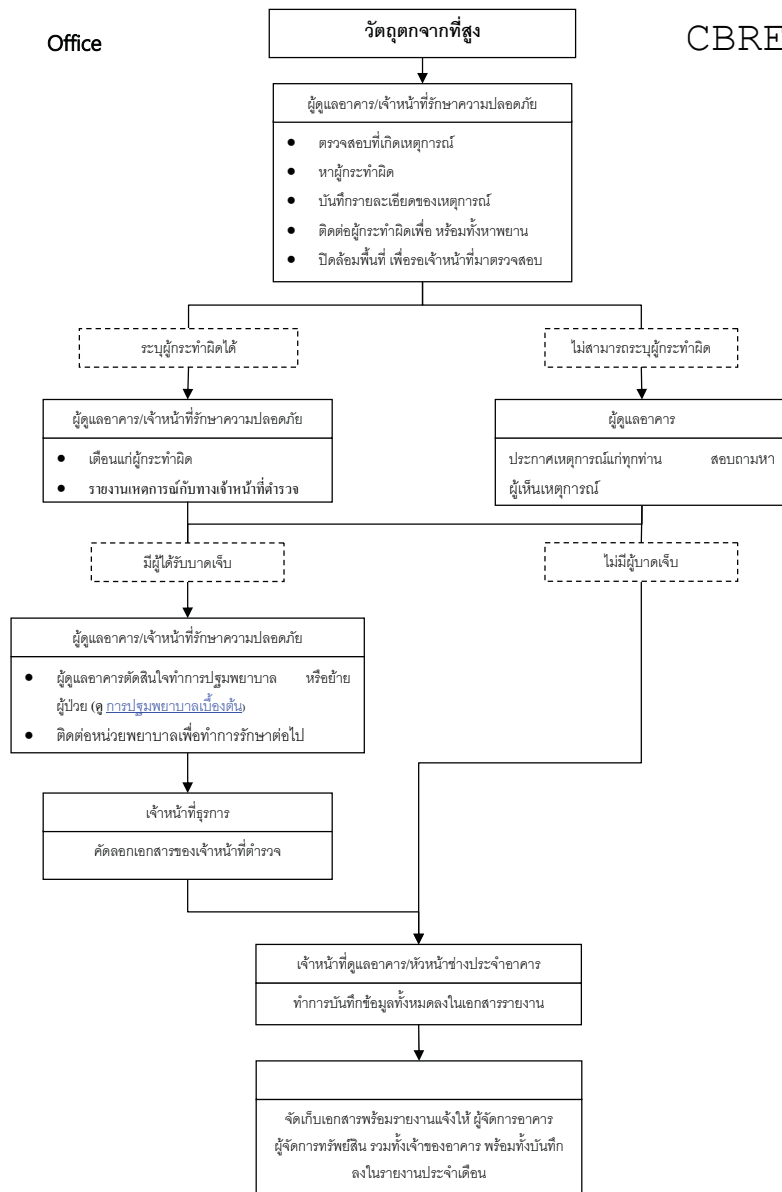 Office
วัตถุตกจากที่สูง
CBRE
ผู้ดูแลอาคาร/เจ้าหน้าที่รักษาความปลอดภัย
● ตรวจสอบที่เกิดเหตุการณ์
● หาผู้กระทำผิด
● บันทึกรายละเอียดของเหตุการณ์
● ติดต่อผู้กระทำผิดเพื่อ หร้อมทั้งหาพยาน
● ปิดล้อมพื้นที่ เพื่อรอเจ้าหน้าที่มาตรวจสอบ
ระบุผู้กระทำผิดได้
ไม่สามารถระบุผู้กระทำผิด
ผู้ดูแลอาคาร/เจ้าหน้าที่รักษาความปลอดภัย
● เตือนแก่ผู้กระทำผิด
● รายงานเหตุการณ์กับทางเจ้าหน้าที่ตำรวจ
ผู้ดูแลอาคาร
ประกาศเหตุการณ์แก่ทุกท่าน สอบถามหา
ผู้เห็นเหตุการณ์
มีผู้ได้รับบาดเจ็บ
ไม่มีผู้บาดเจ็บ
ผู้ดูแลอาคาร/เจ้าหน้าที่รักษาความปลอดภัย
● ผู้ดูแลอาคารตัดสินใจทำการปฐมพยาบาล หรือย้าย
ผู้ป่วย (ดู การปฐมพยาบาลเบื้องต้น)
● ติดต่อหน่วยพยาบาลเพื่อทำการรักษาต่อไป
เจ้าหน้าที่ธุรการ
คัดลอกเอกสารของเจ้าหน้าที่ตำรวจ
เจ้าหน้าที่ดูแลอาคาร/หัวหน้าช่างประจำอาคาร
ทำการบันทึกข้อมูลทั้งหมดลงในเอกสารรายงาน
จัดเก็บเอกสารพร้อมรายงานแจ้งให้ ผู้จัดการอาคาร
ผู้จัดการทรัพย์สิน รวมทั้งเจ้าของอาคาร พร้อมทั้งบันทึก
ลงในรายงานประจำเดือน